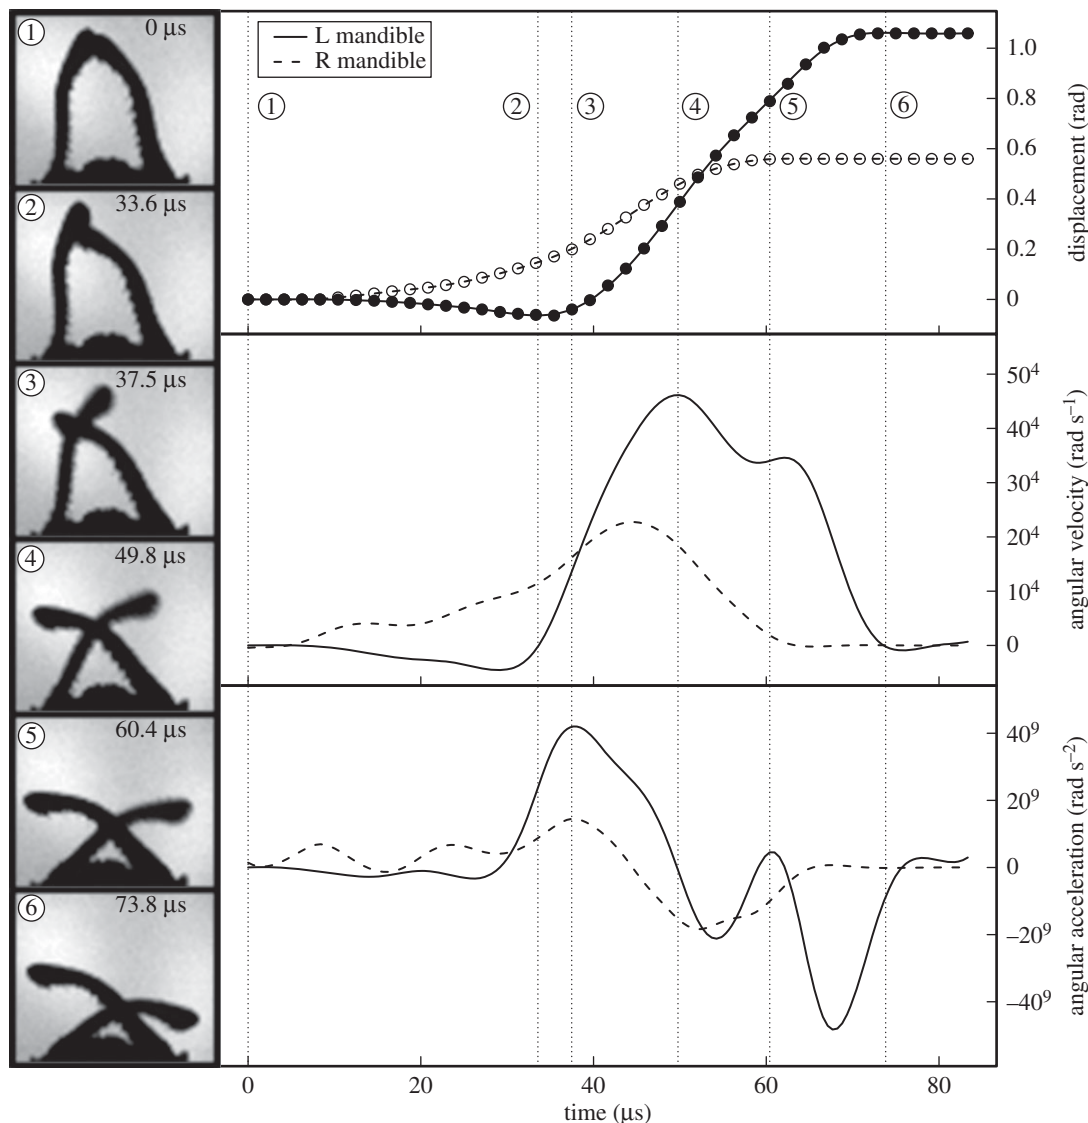 ① 0 µs
② 33.6 µs
③ 37.5 µs
④ 49.8 µs
⑤ 60.4 µs
⑥ 73.8 µs
L mandible
R mandible
① ② ③ ④ ⑤ ⑥
1.0
0.8
0.6
0.4
0.2
0
displacement (rad)
50⁴
40⁴
30⁴
20⁴
10⁴
0
angular velocity (rad s⁻¹)
40⁹
20⁹
0
–20⁹
–40⁹
angular acceleration (rad s⁻²)
0 20 40 60 80
time (µs)